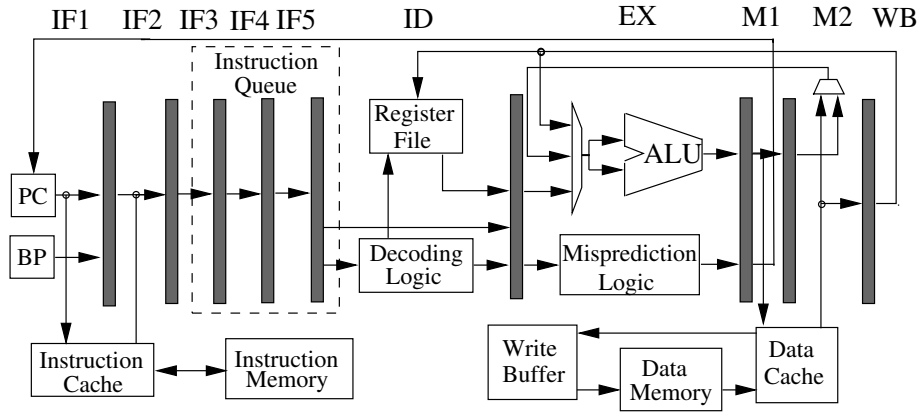 IF1 IF2 IF3 IF4 IF5 ID EX M1 M2 WB
Instruction
Queue
Register
File
ALU
PC
BP
Decoding
Logic
Misprediction
Logic
Instruction
Cache
Instruction
Memory
Write
Buffer
Data
Memory
Data
Cache